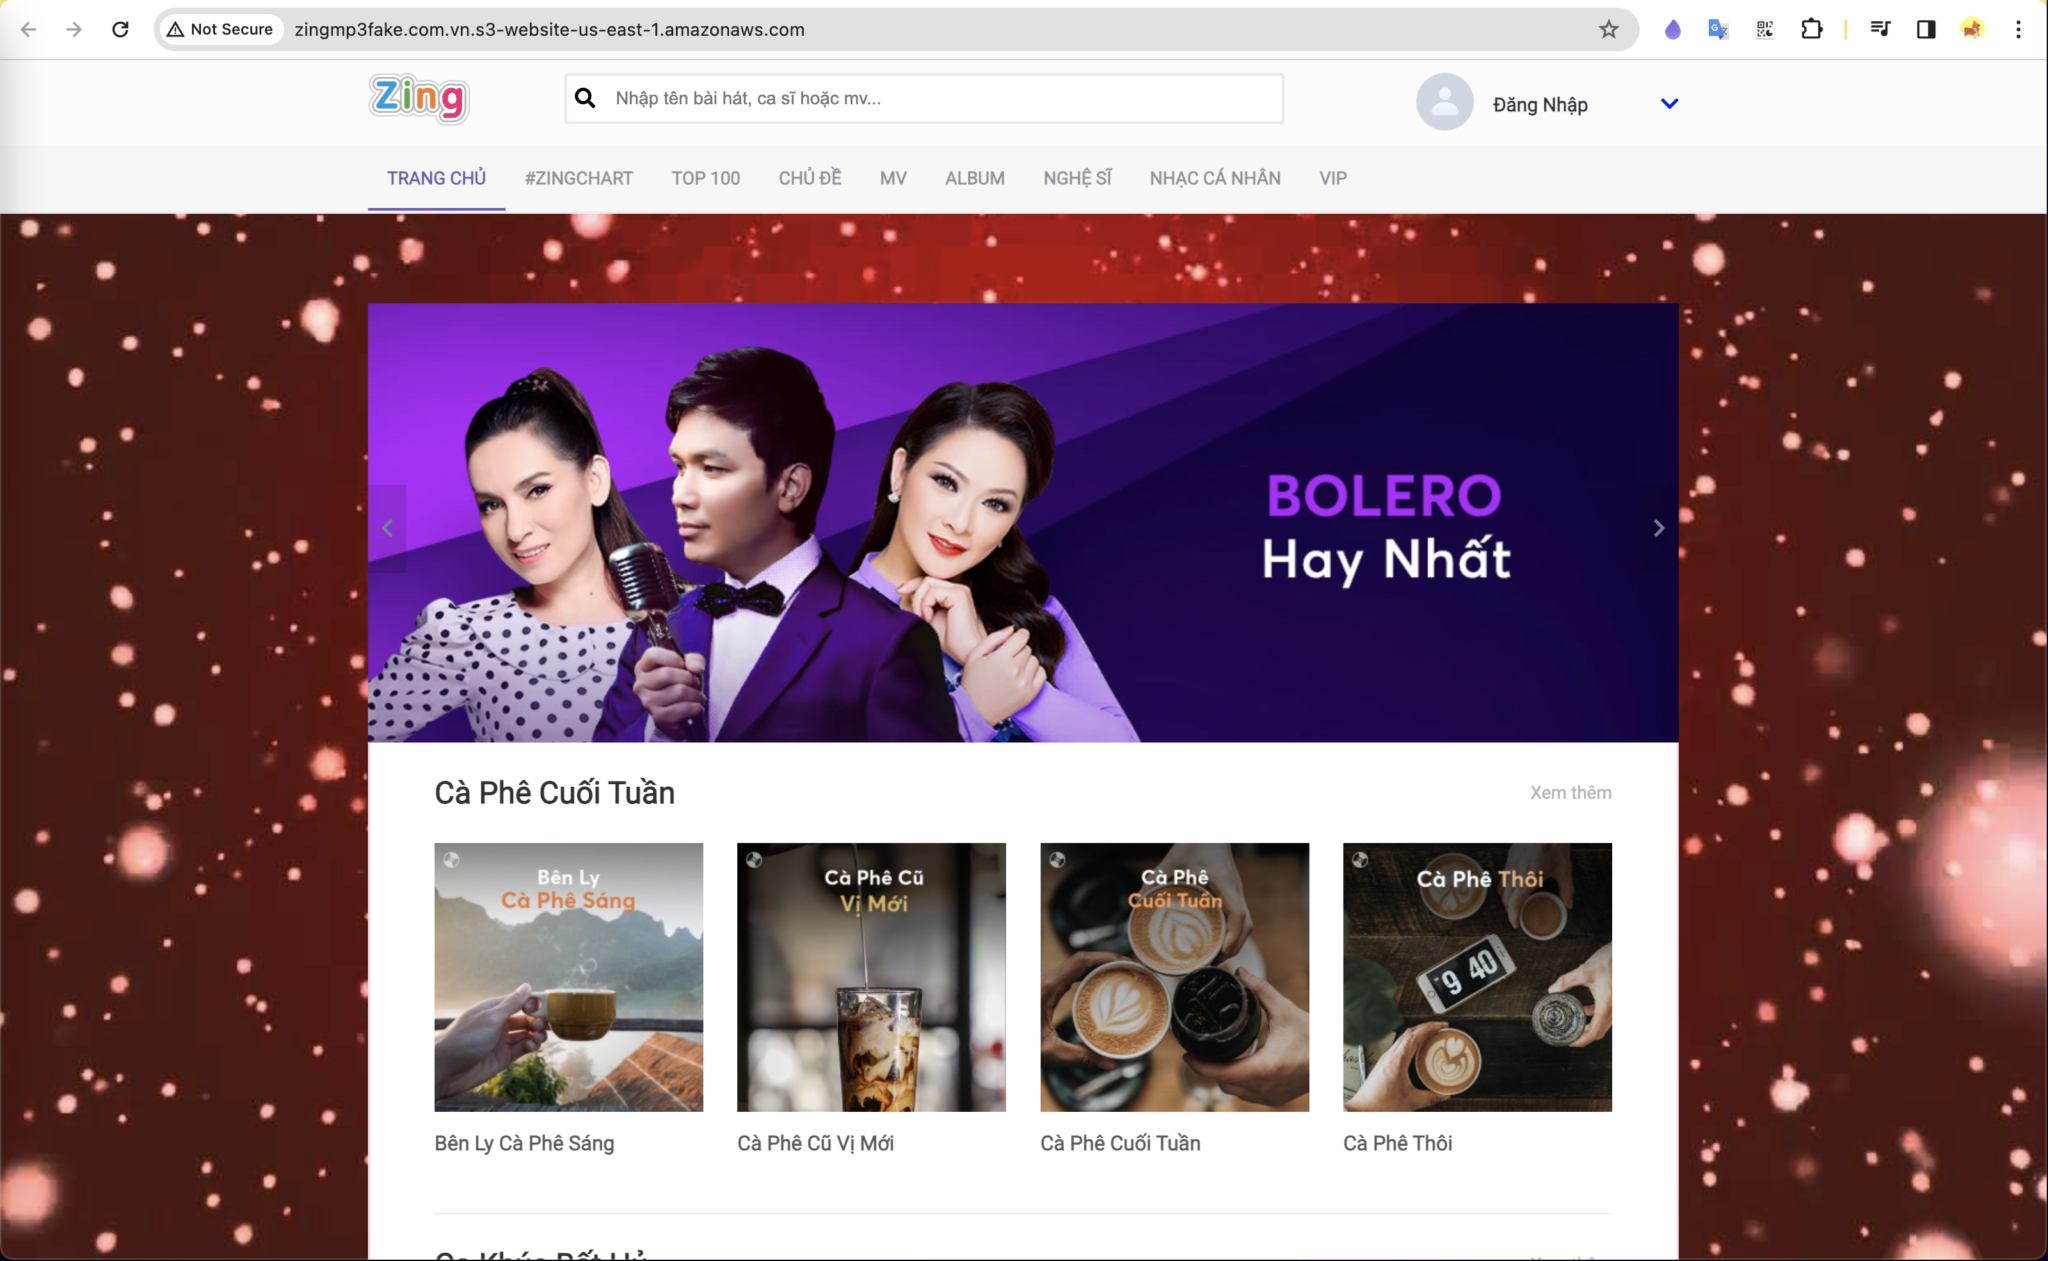 Not Secure
zingmp3fake.com.vn.s3-website-us-east-1.amazonaws.com
Zing
Nhập tên bài hát, ca sĩ hoặc mv...
Đăng Nhập
TRANG CHỦ
#ZINGCHART
TOP 100
CHỦ ĐỀ
MV
ALBUM
NGHỆ SĨ
NHẠC CÁ NHÂN
VIP
BOLERO
Hay Nhất
Cà Phê Cuối Tuần
Xem thêm
Bên Ly
Cà Phê Sáng
Cà Phê Cũ
Vị Mới
Cà Phê
Cuối Tuần
Cà Phê Thôi
9 40
Bên Ly Cà Phê Sáng
Cà Phê Cũ Vị Mới
Cà Phê Cuối Tuần
Cà Phê Thôi